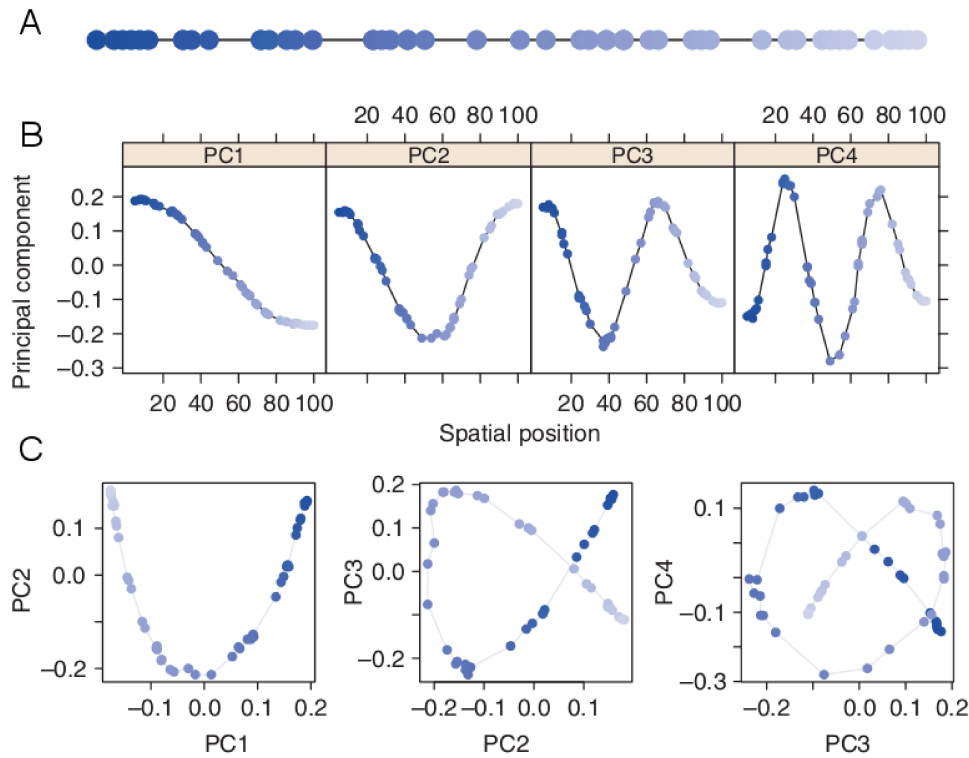 A
B
20 40 60 80 100 20 40 60 80 100
PC1 PC2 PC3 PC4
Principal component
0.2
0.1
0.0
−0.1
−0.2
−0.3
20 40 60 80 100 20 40 60 80 100
Spatial position
C
PC2
0.1
0.0
−0.2
−0.1 0.0 0.1 0.2
PC1
PC3
0.2
0.1
0.0
−0.2
−0.2 −0.1 0.0 0.1
PC2
PC4
0.1
−0.1
−0.3
−0.2 0.0 0.1 0.2
PC3